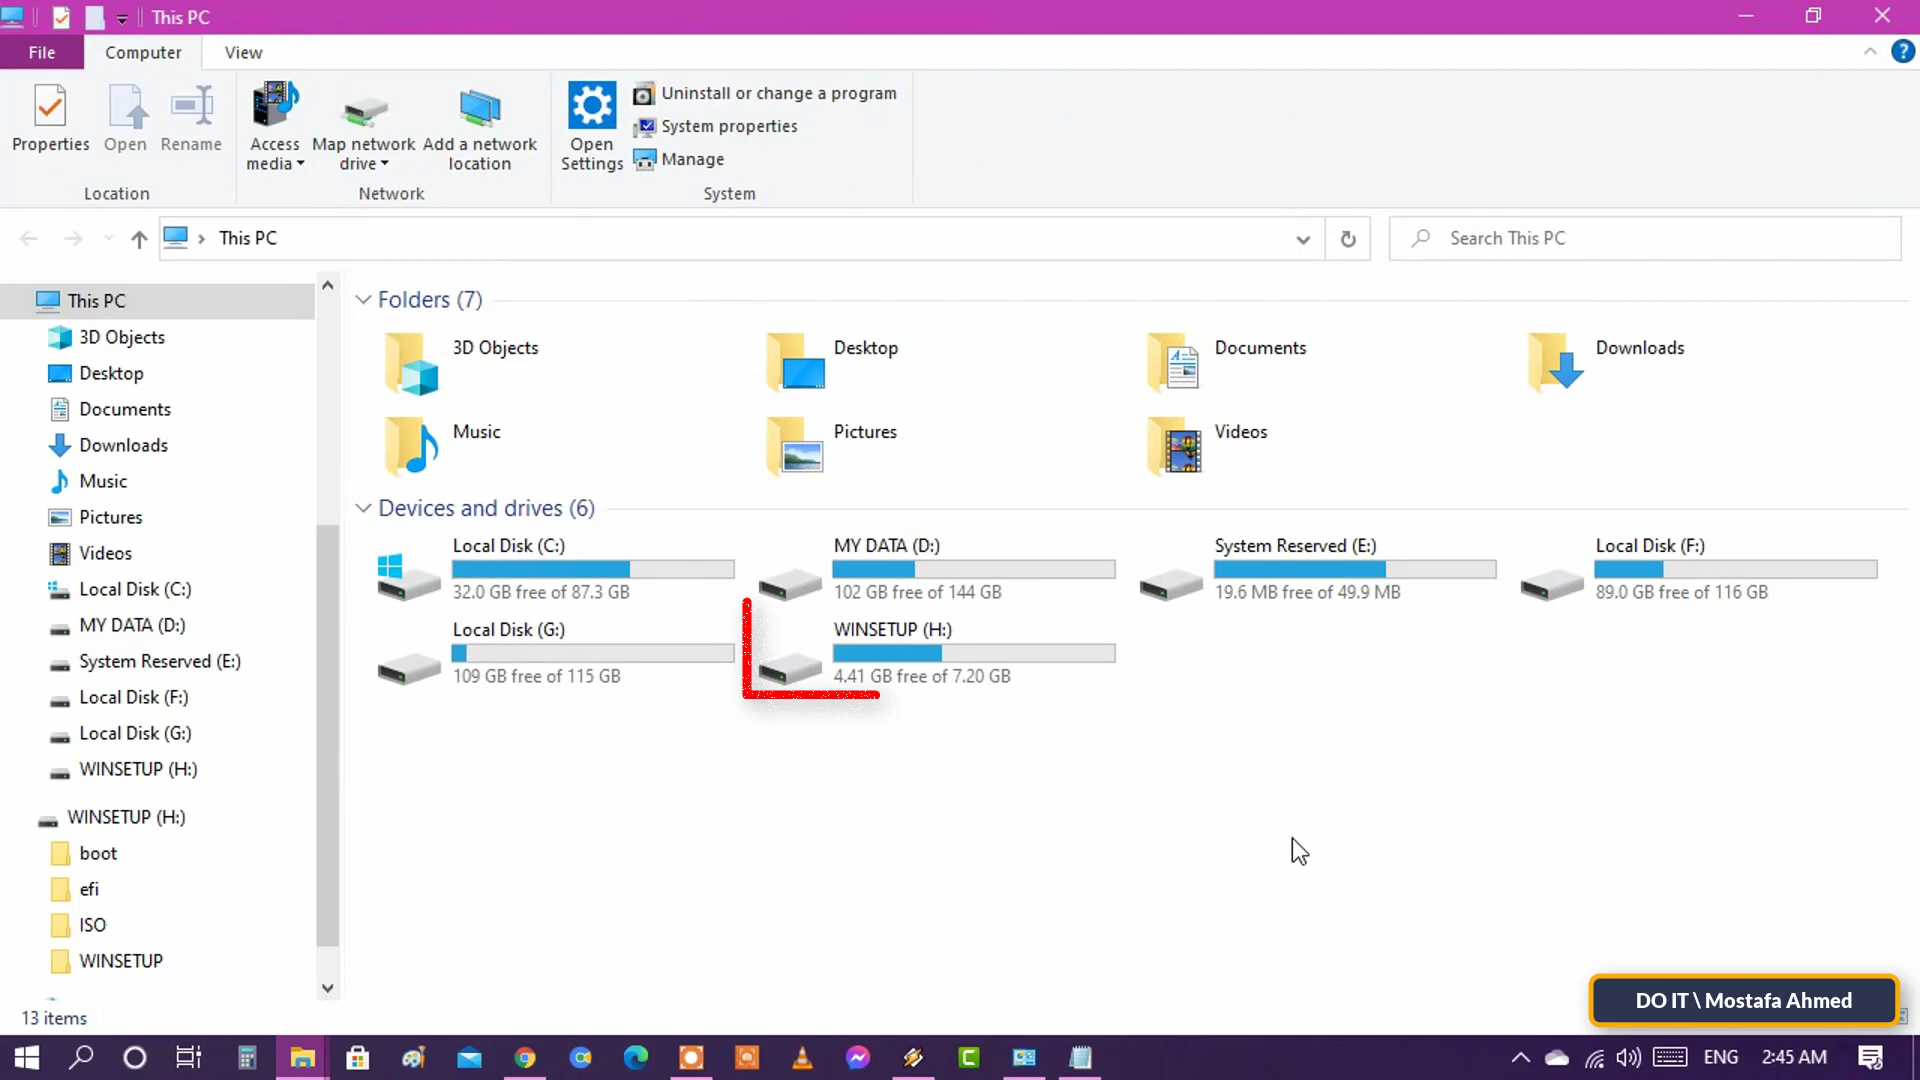 This PC
File
Computer
View
Properties
Open
Rename
Access
media
Map network
drive
Add a network
location
Open
Settings
Uninstall or change a program
System properties
Manage
Location
Network
System
This PC
Search This PC
This PC
3D Objects
Desktop
Documents
Downloads
Music
Pictures
Videos
Local Disk (C:)
MY DATA (D:)
System Reserved (E:)
Local Disk (F:)
Local Disk (G:)
WINSETUP (H:)
WINSETUP (H:)
boot
efi
ISO
WINSETUP
Folders (7)
3D Objects
Desktop
Documents
Downloads
Music
Pictures
Videos
Devices and drives (6)
Local Disk (C:)
32.0 GB free of 87.3 GB
MY DATA (D:)
102 GB free of 144 GB
System Reserved (E:)
19.6 MB free of 49.9 MB
Local Disk (F:)
89.0 GB free of 116 GB
Local Disk (G:)
109 GB free of 115 GB
WINSETUP (H:)
4.41 GB free of 7.20 GB
DO IT \ Mostafa Ahmed
13 items
ENG
2:45 AM